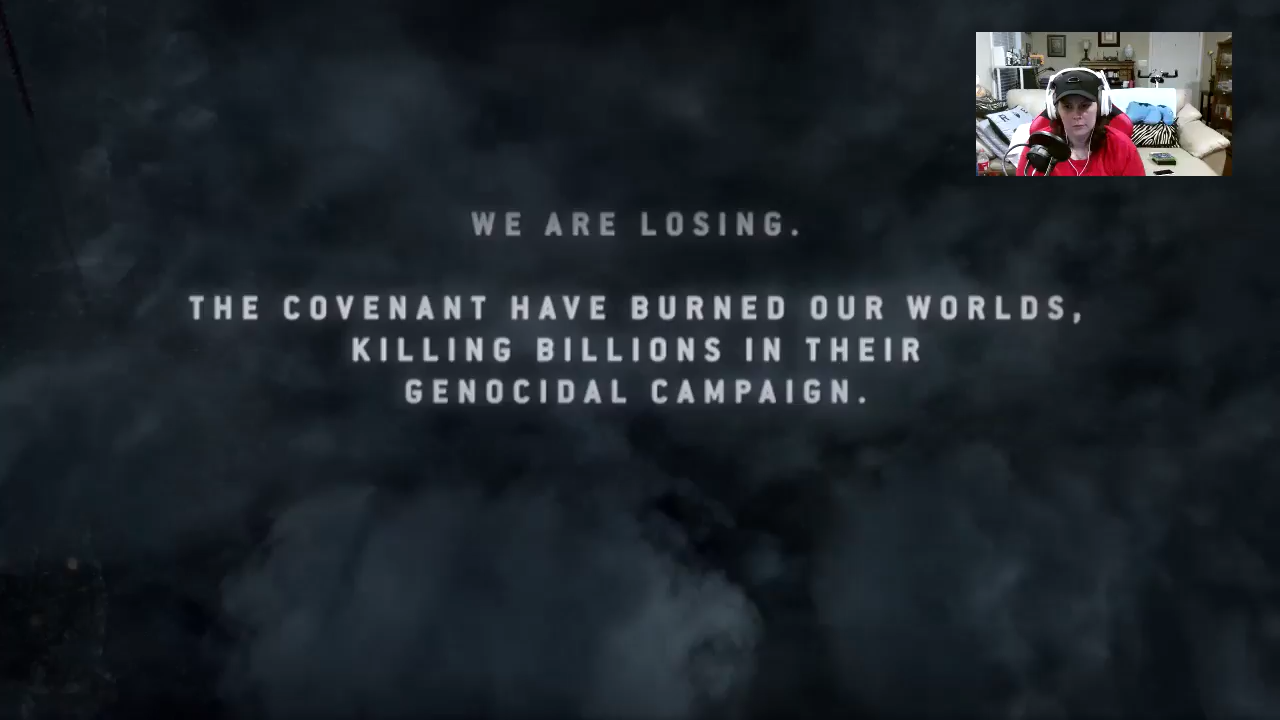 WE ARE LOSING.
THE COVENANT HAVE BURNED OUR WORLDS,
KILLING BILLIONS IN THEIR
GENOCIDAL CAMPAIGN.